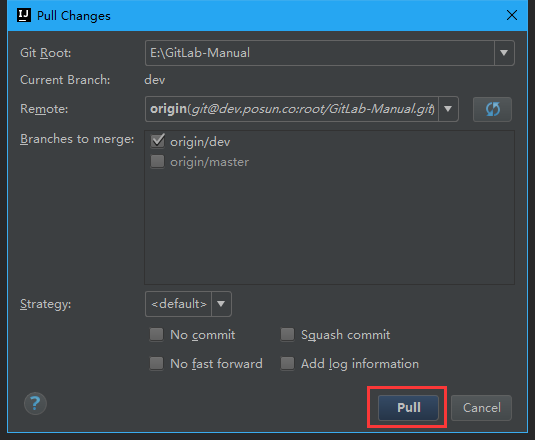 IJ Pull Changes
Git Root: E:\GitLab-Manual
Current Branch: dev
Remote: origin(git@dev.posun.co:root/GitLab-Manual.git)
Branches to merge: origin/dev
origin/master
Strategy: <default>
No commit Squash commit
No fast forward Add log information
? Pull Cancel